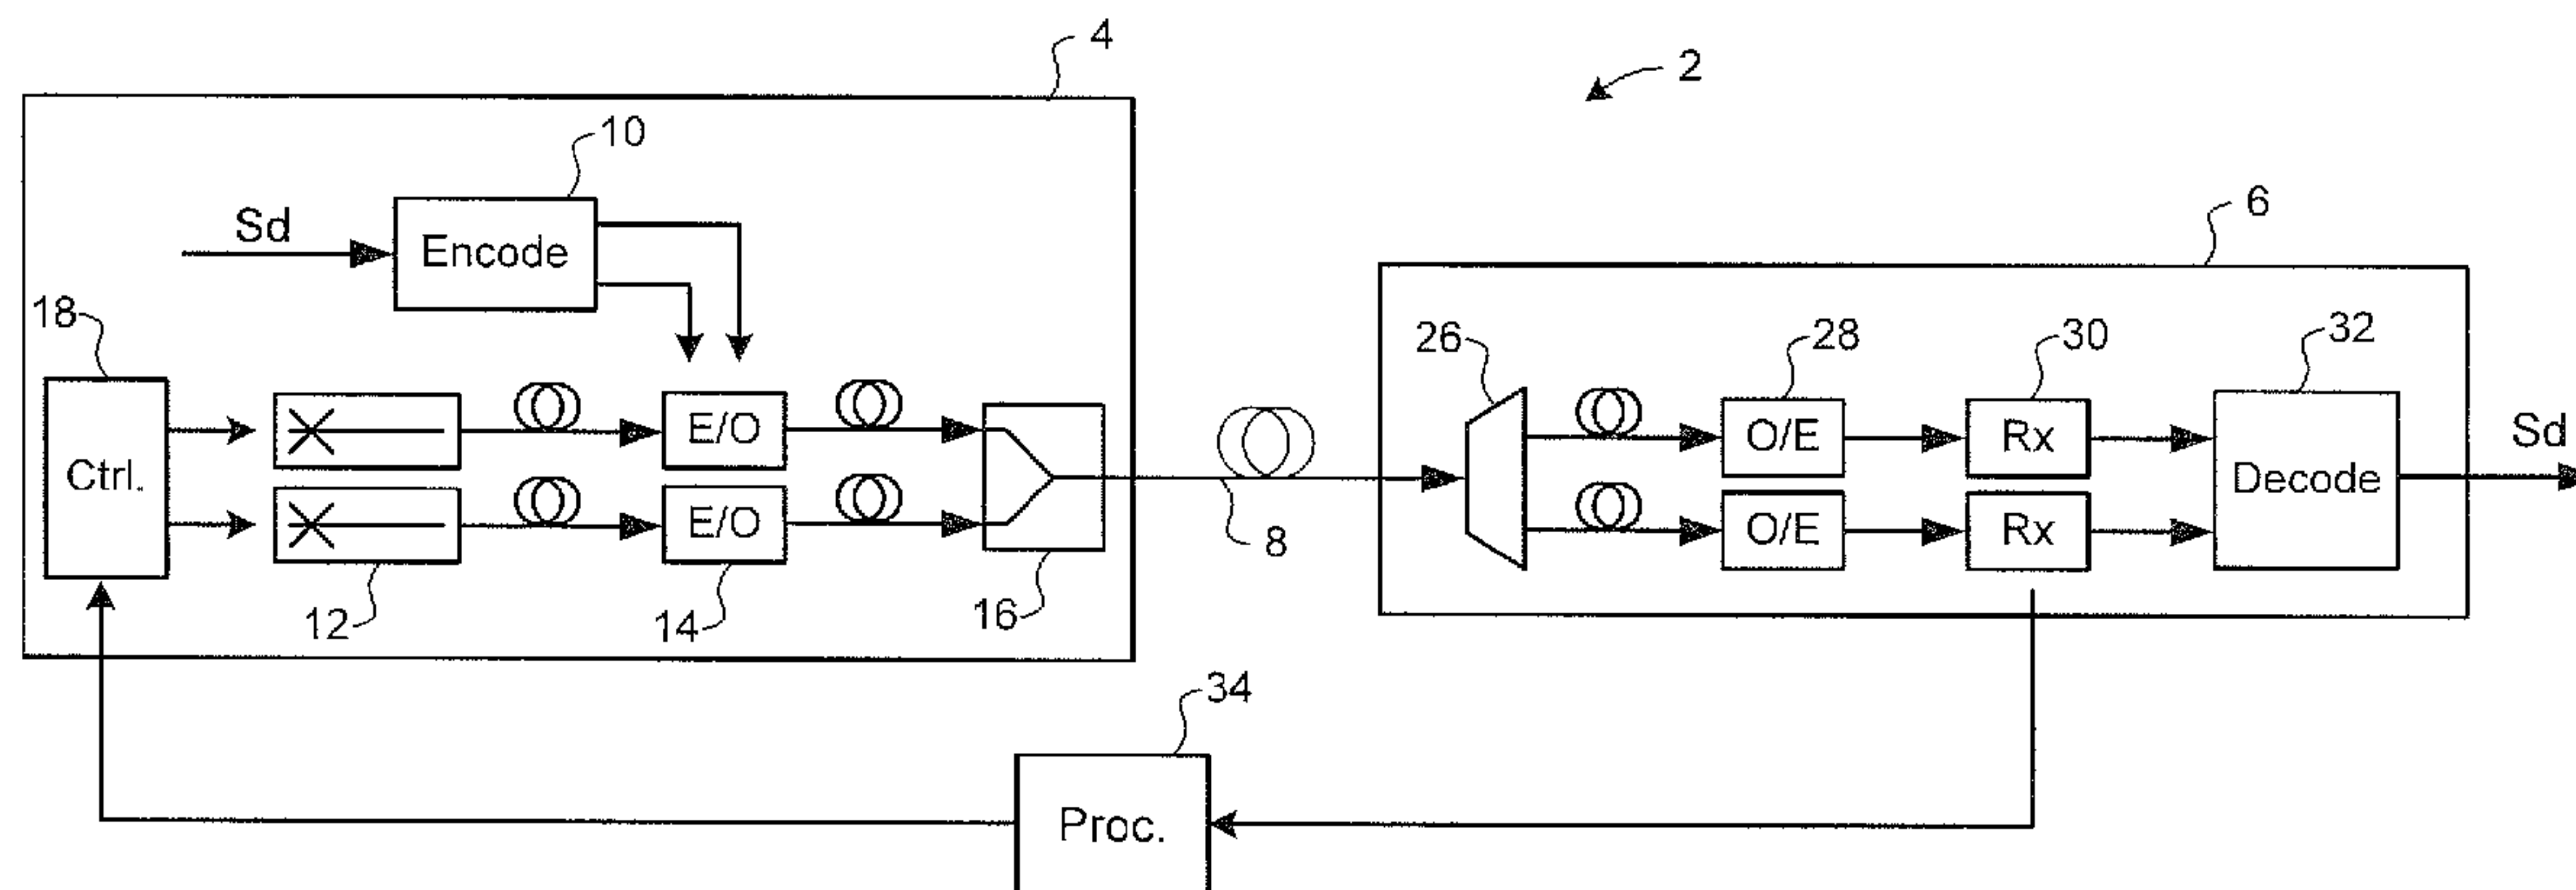 4
2
10
6
Sd
Encode
18
26
28
30
32
Ctrl.
E/O
O/E
Rx
Sd
Decode
E/O
O/E
Rx
8
12
14
16
34
Proc.